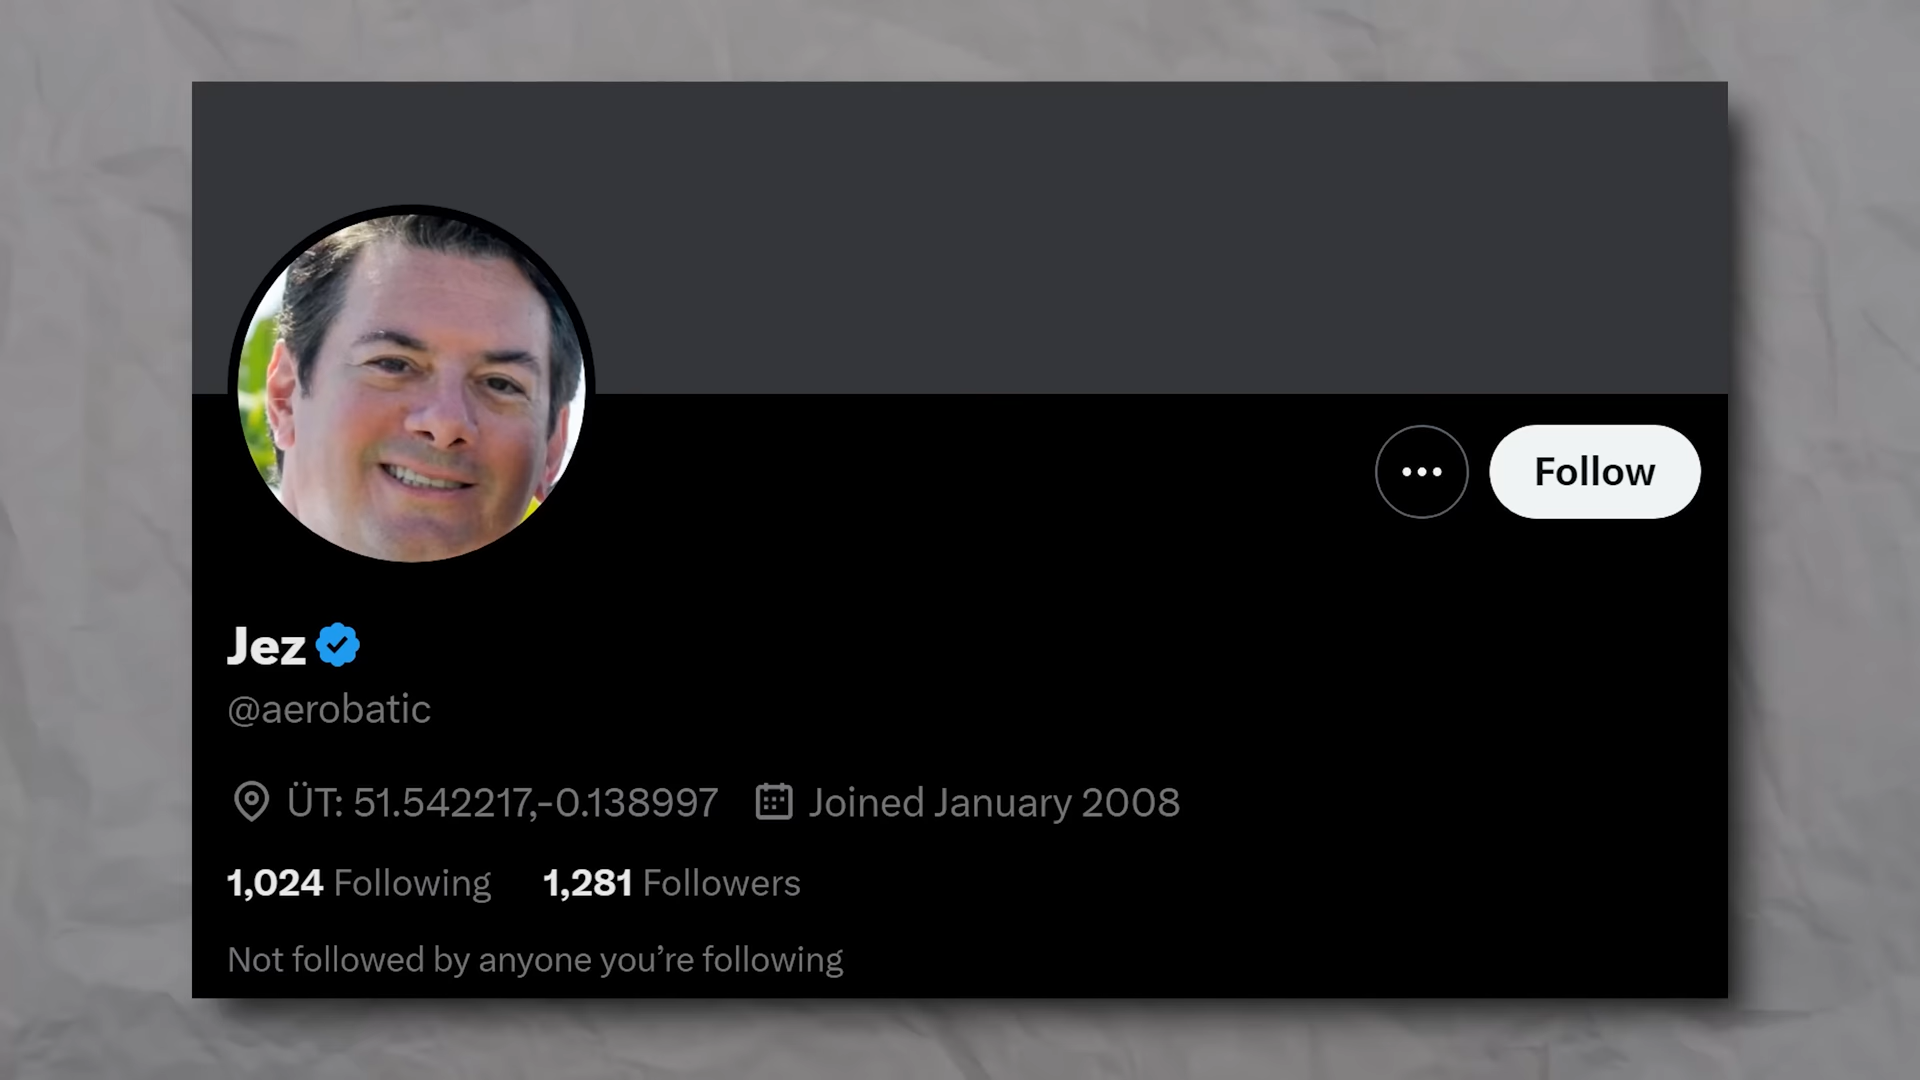 Follow
Jez
@aerobatic
ÜT: 51.542217,-0.138997 Joined January 2008
1,024 Following 1,281 Followers
Not followed by anyone you’re following